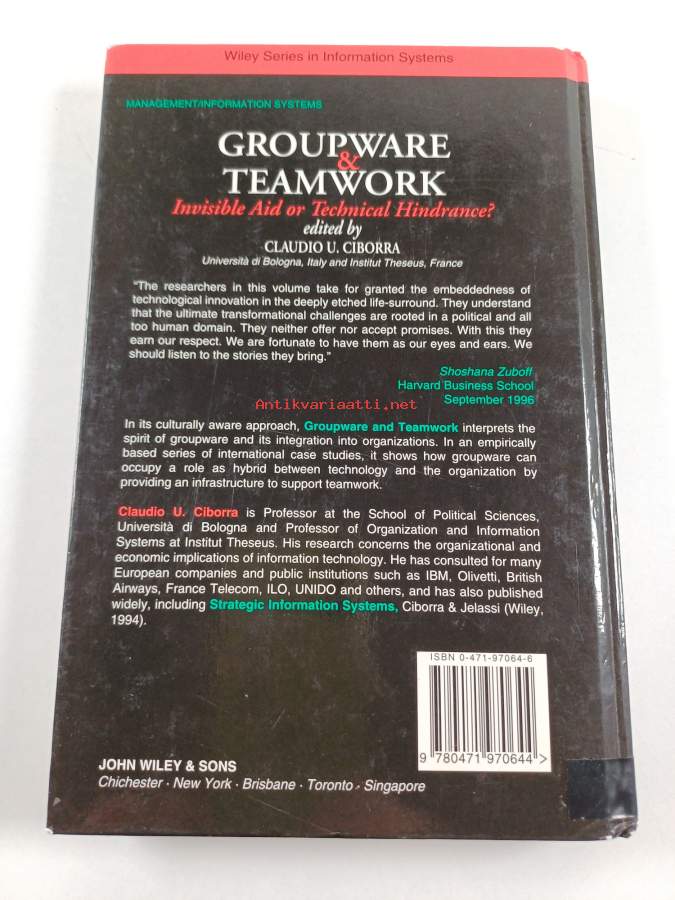 Wiley Series in Information Systems
MANAGEMENT/INFORMATION SYSTEMS
GROUPWARE
&
TEAMWORK
Invisible Aid or Technical Hindrance?
edited by
CLAUDIO U. CIBORRA
Università di Bologna, Italy and Institut Theseus, France
"The researchers in this volume take for granted the embeddedness of
technological innovation in the deeply etched life-surround. They understand
that the ultimate transformational challenges are rooted in a political and all
too human domain. They neither offer nor accept promises. With this they
earn our respect. We are fortunate to have them as our eyes and ears. We
should listen to the stories they bring."
Shoshana Zuboff
Harvard Business School
September 1996
Antikvariaatti.net
In its culturally aware approach, Groupware and Teamwork interprets the
spirit of groupware and its integration into organizations. In an empirically
based series of international case studies, it shows how groupware can
occupy a role as hybrid between technology and the organization by
providing an infrastructure to support teamwork.
Claudio U. Ciborra is Professor at the School of Political Sciences,
Università di Bologna and Professor of Organization and Information
Systems at Institut Theseus. His research concerns the organizational and
economic implications of information technology. He has consulted for many
European companies and public institutions such as IBM, Olivetti, British
Airways, France Telecom, ILO, UNIDO and others, and has also published
widely, including Strategic Information Systems, Ciborra & Jelassi (Wiley,
1994).
ISBN 0-471-97064-6
9 780471 970644 >
JOHN WILEY & SONS
Chichester · New York · Brisbane · Toronto · Singapore